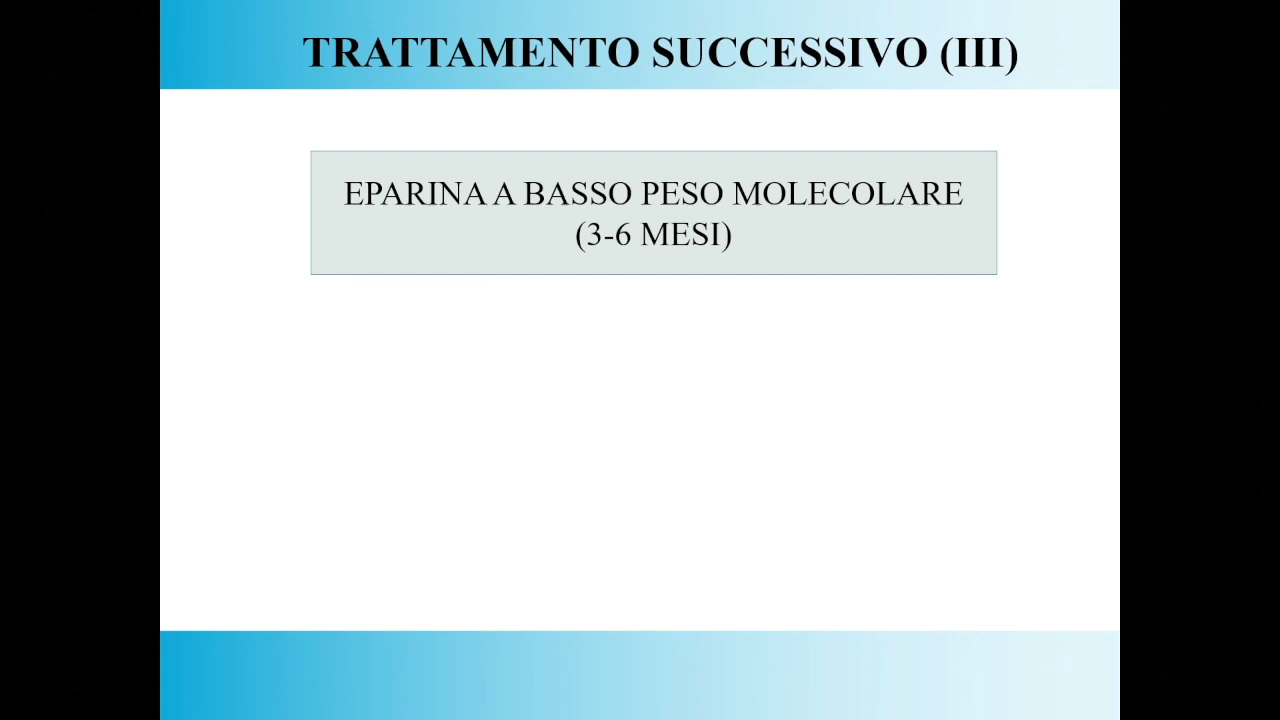 TRATTAMENTO SUCCESSIVO (III)
EPARINA A BASSO PESO MOLECOLARE
(3-6 MESI)